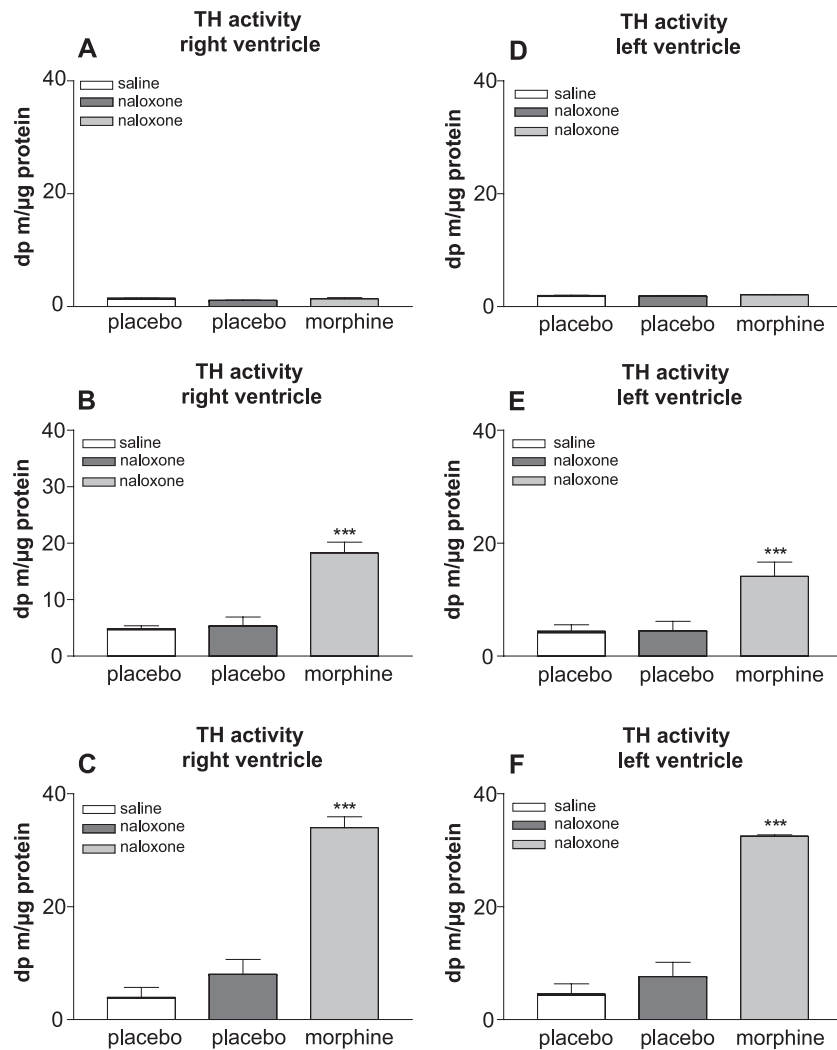 A
TH activity
right ventricle
saline
naloxone
naloxone
dp m/µg protein
40
20
0
placebo placebo morphine
D
TH activity
left ventricle
saline
naloxone
naloxone
dp m/µg protein
40
20
0
placebo placebo morphine
B
TH activity
right ventricle
saline
naloxone
naloxone
dp m/µg protein
40
30
20
10
0
***
placebo placebo morphine
E
TH activity
left ventricle
saline
naloxone
naloxone
dp m/µg protein
40
20
0
***
placebo placebo morphine
C
TH activity
right ventricle
saline
naloxone
naloxone
dp m/µg protein
40
20
0
***
placebo placebo morphine
F
TH activity
left ventricle
saline
naloxone
naloxone
dp m/µg protein
40
20
0
***
placebo placebo morphine